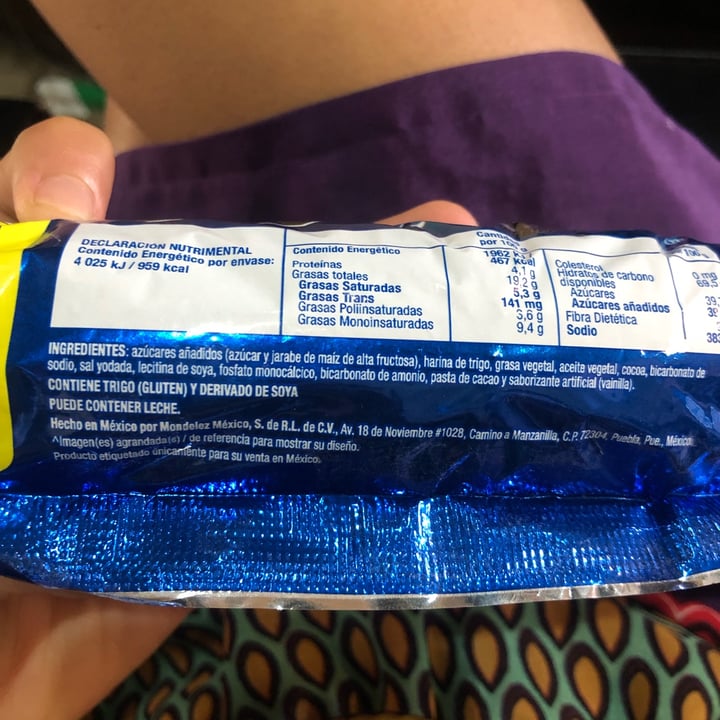 DECLARACIÓN NUTRIMENTAL
Contenido Energético por envase:
4 025 kJ / 959 kcal
por
Contenido Energético 1962
467 kcal
Proteínas 4,1 g
Grasas totales 19,2 g
Grasas Saturadas 5,3 g
Grasas Trans 141 mg
Grasas Poliinsaturadas 3,6 g
Grasas Monoinsaturadas 9,4 g
Colesterol 0 mg
Hidratos de carbono
disponibles
Azúcares
Azúcares añadidos
Fibra Dietética
Sodio
INGREDIENTES: azúcares añadidos (azúcar y jarabe de maíz de alta fructosa), harina de trigo, grasa vegetal, aceite vegetal, cocoa, bicarbonato de
sodio, sal yodada, lecitina de soya, fosfato monocálcico, bicarbonato de amonio, pasta de cacao y saborizante artificial (vainilla).
CONTIENE TRIGO (GLUTEN) Y DERIVADO DE SOYA
PUEDE CONTENER LECHE.
Hecho en México por Mondelez México, S. de R.L. de C.V., Av. 18 de Noviembre #1028, Camino a Manzanilla, C.P. 72304, Puebla, Pue., México.
^Imagen(es) agrandada(s) / de referencia para mostrar su diseño.
Producto etiquetado únicamente para su venta en México.